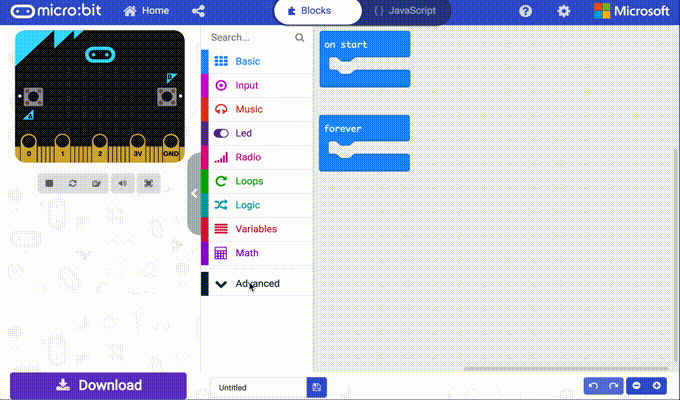 micro:bit
Home
Blocks
{ } JavaScript
Microsoft
Search...
Basic
Input
Music
Led
Radio
Loops
Logic
Variables
Math
Advanced
on start
forever
B
A
0 1 2 3V GND
Download
Untitled